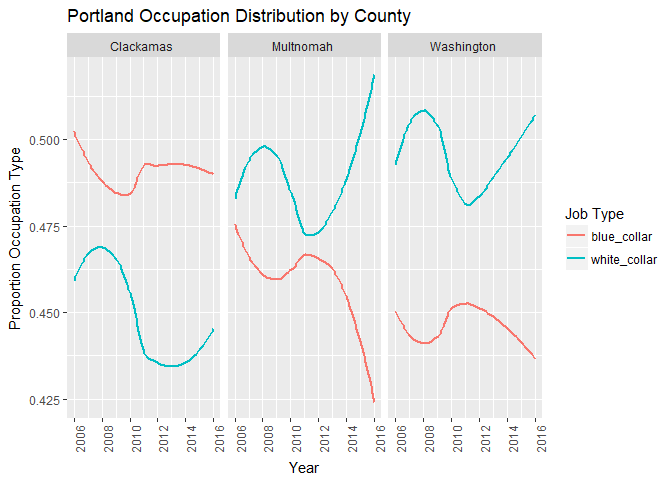 Portland Occupation Distribution by County
Clackamas Multnomah Washington
0.500
0.475
0.450
0.425
Proportion Occupation Type
2006 2008 2010 2012 2014 2016 2006 2008 2010 2012 2014 2016 2006 2008 2010 2012 2014 2016
Year
Job Type
blue_collar
white_collar